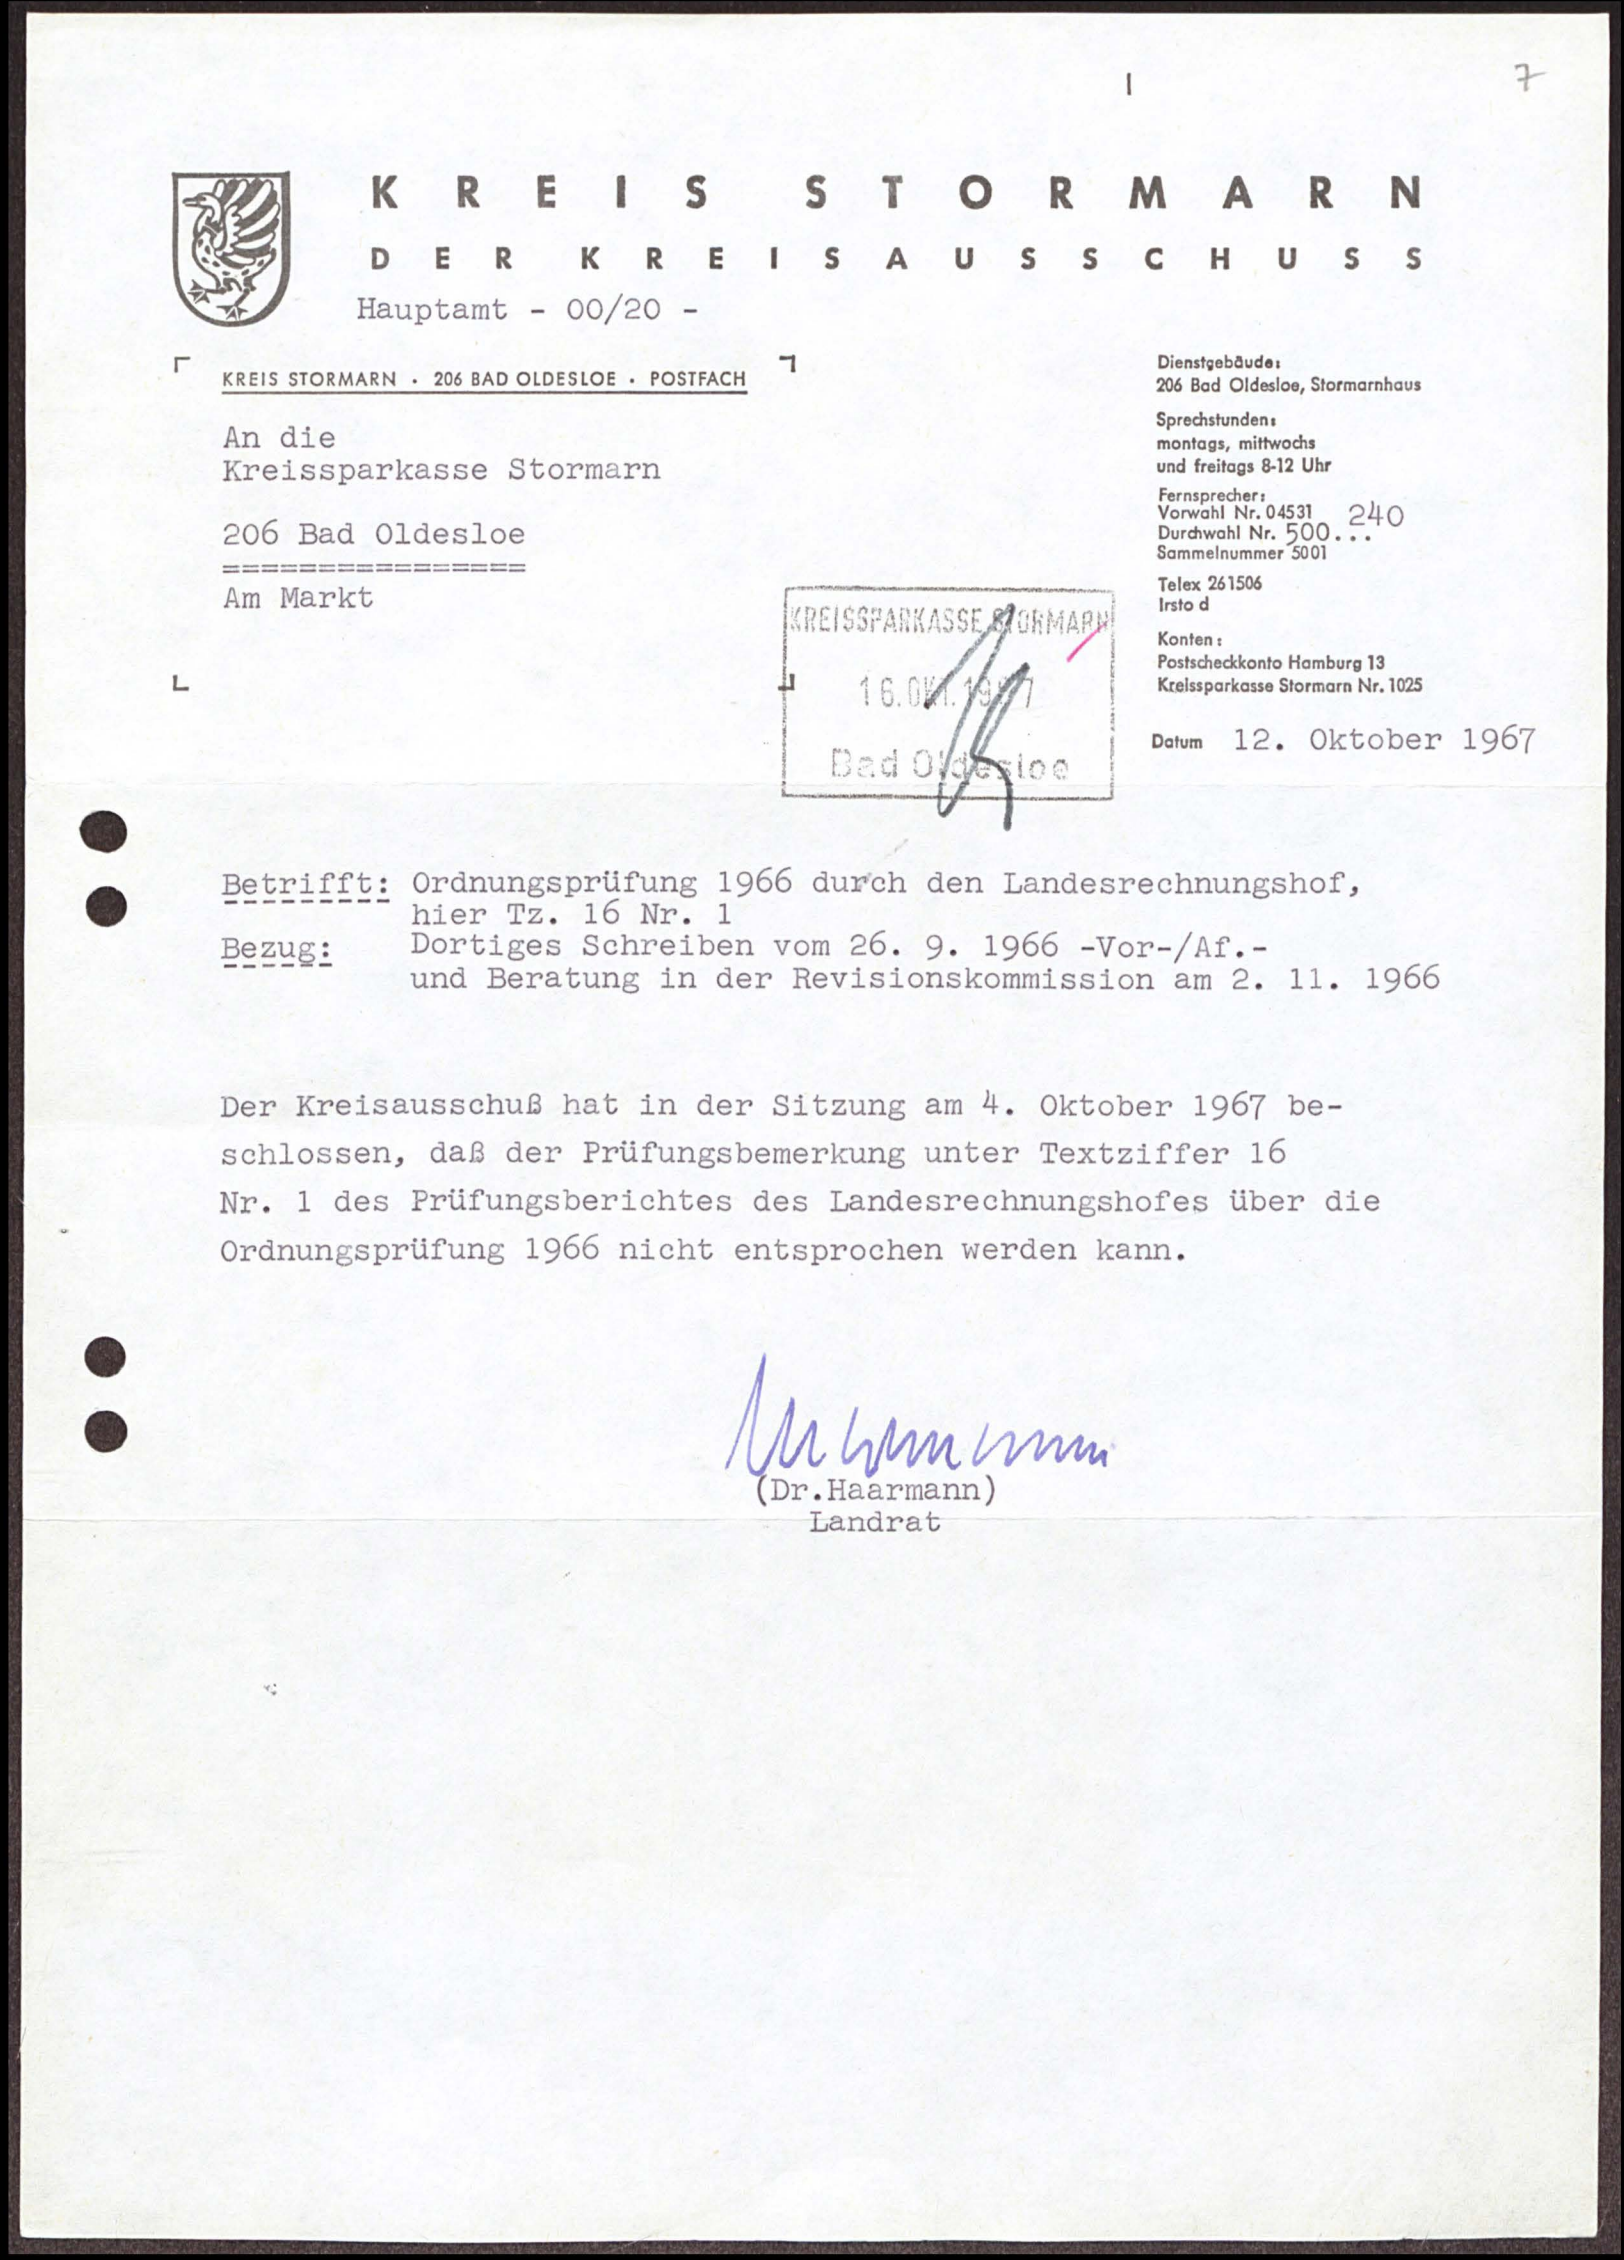 7
KREIS STORMARN
DER KREISAUSSCHUSS
Hauptamt - 00/20 -
KREIS STORMARN · 206 BAD OLDESLOE · POSTFACH
An die
Kreissparkasse Stormarn
206 Bad Oldesloe
================
Am Markt
Dienstgebäude:
206 Bad Oldesloe, Stormarnhaus
Sprechstunden:
montags, mittwochs
und freitags 8-12 Uhr
Fernsprecher:
Vorwahl Nr. 04531
Durchwahl Nr. 500... 240
Sammelnummer 5001
Telex 261506
lrsto d
Konten:
Postscheckkonto Hamburg 13
Kreissparkasse Stormarn Nr. 1025
Datum 12. Oktober 1967
KREISSPARKASSE STORMARN
16. Okt. 1967
Bad Oldesloe
Betrifft: Ordnungsprüfung 1966 durch den Landesrechnungshof,
hier Tz. 16 Nr. 1
Bezug: Dortiges Schreiben vom 26. 9. 1966 -Vor-/Af.-
und Beratung in der Revisionskommission am 2. 11. 1966
Der Kreisausschuß hat in der Sitzung am 4. Oktober 1967 be-
schlossen, daß der Prüfungsbemerkung unter Textziffer 16
Nr. 1 des Prüfungsberichtes des Landesrechnungshofes über die
Ordnungsprüfung 1966 nicht entsprochen werden kann.
(Dr.Haarmann)
Landrat